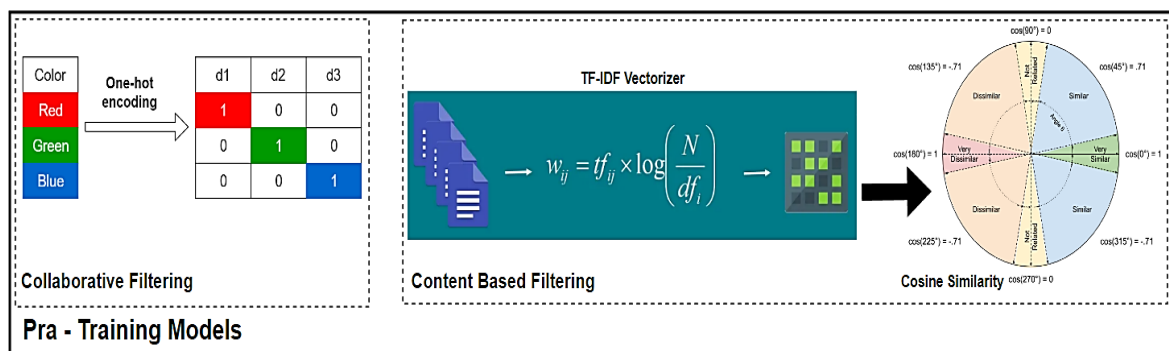 Color
d1 d2 d3
One-hot
encoding
Red
1 0 0
Green
0 1 0
Blue
0 0 1
Collaborative Filtering
TF-IDF Vectorizer
w_ij = tf_ij × log(N/df_i)
Content Based Filtering
cos(90°) = 0
cos(135°) = -.71
cos(45°) = .71
Not
Related
Dissimilar
Similar
Angle θ
cos(180°) = 1
Very
Dissimilar
Very
Similar
cos(0°) = 1
Dissimilar
Similar
Not
Related
cos(225°) = -.71
cos(315°) = -.71
Cosine Similarity
cos(270°) = 0
Pra - Training Models